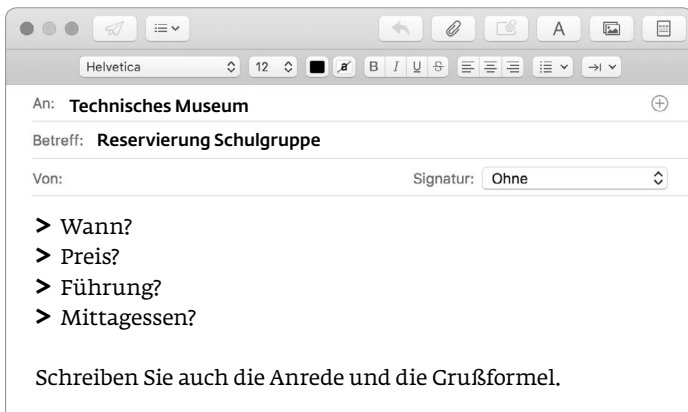 Helvetica 12 a B I U S
An: Technisches Museum
Betreff: Reservierung Schulgruppe
Von: Signatur: Ohne
> Wann?
> Preis?
> Führung?
> Mittagessen?
Schreiben Sie auch die Anrede und die Grußformel.